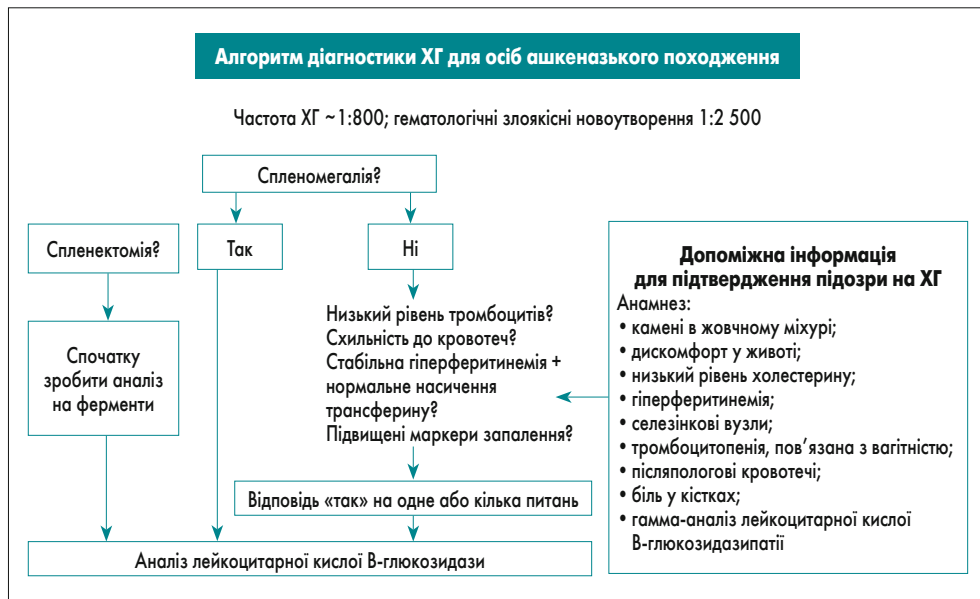 Алгоритм діагностики ХГ для осіб ашкеназького походження
Частота ХГ ~1:800; гематологічні злоякісні новоутворення 1:2 500
Спленомегалія?
Спленектомія?
Так
Ні
Спочатку
зробити аналіз
на ферменти
Низький рівень тромбоцитів?
Схильність до кровотеч?
Стабільна гіперферитинемія +
нормальне насичення
трансферину?
Підвищені маркери запалення?
Відповідь «так» на одне або кілька питань
Аналіз лейкоцитарної кислої В-глюкозидази
Допоміжна інформація
для підтвердження підозри на ХГ
Анамнез:
• камені в жовчному міхурі;
• дискомфорт у животі;
• низький рівень холестерину;
• гіперферитинемія;
• селезінкові вузли;
• тромбоцитопенія, пов’язана з вагітністю;
• післяпологові кровотечі;
• біль у кістках;
• гамма-аналіз лейкоцитарної кислої
В-глюкозидазипатії